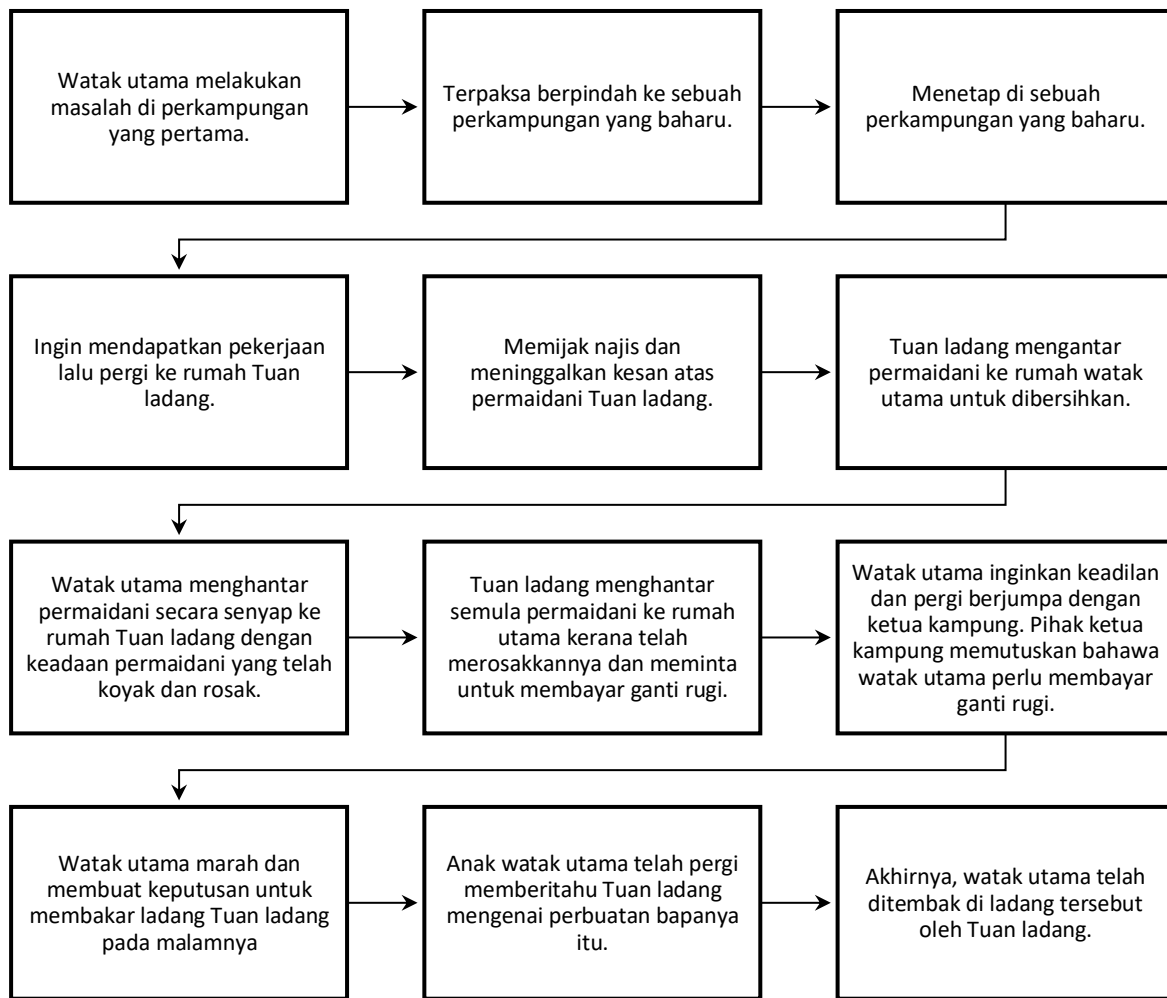 Watak utama melakukan
masalah di perkampungan
yang pertama.
Terpaksa berpindah ke sebuah
perkampungan yang baharu.
Menetap di sebuah
perkampungan yang baharu.
Ingin mendapatkan pekerjaan
lalu pergi ke rumah Tuan
ladang.
Memijak najis dan
meninggalkan kesan atas
permaidani Tuan ladang.
Tuan ladang mengantar
permaidani ke rumah watak
utama untuk dibersihkan.
Watak utama menghantar
permaidani secara senyap ke
rumah Tuan ladang dengan
keadaan permaidani yang telah
koyak dan rosak.
Tuan ladang menghantar
semula permaidani ke rumah
utama kerana telah
merosakkannya dan meminta
untuk membayar ganti rugi.
Watak utama inginkan keadilan
dan pergi berjumpa dengan
ketua kampung. Pihak ketua
kampung memutuskan bahawa
watak utama perlu membayar
ganti rugi.
Watak utama marah dan
membuat keputusan untuk
membakar ladang Tuan ladang
pada malamnya
Anak watak utama telah pergi
memberitahu Tuan ladang
mengenai perbuatan bapanya
itu.
Akhirnya, watak utama telah
ditembak di ladang tersebut
oleh Tuan ladang.